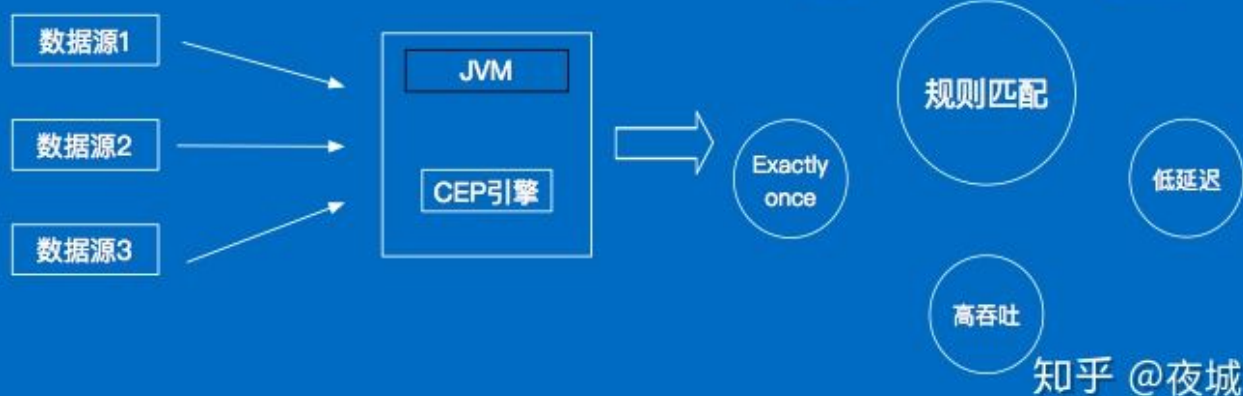 数据源1
数据源2
数据源3
JVM
CEP引擎
Exactly
once
规则匹配
低延迟
高吞吐
知乎 @夜城